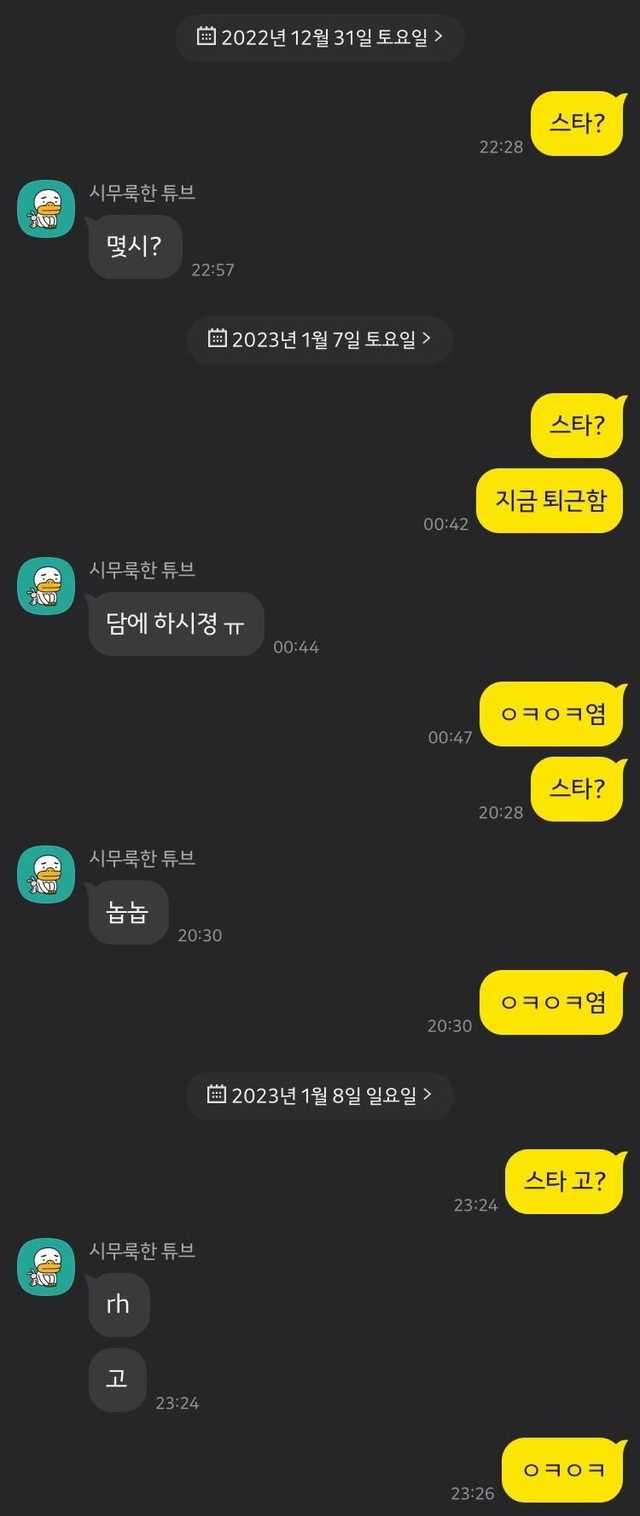 2022년 12월 31일 토요일 >
스타?
22:28
시무룩한 튜브
몇시?
22:57
2023년 1월 7일 토요일 >
스타?
지금 퇴근함
00:42
시무룩한 튜브
담에 하시졍 ㅠ
00:44
ㅇㅋㅇㅋ염
00:47
스타?
20:28
시무룩한 튜브
놉놉
20:30
ㅇㅋㅇㅋ염
20:30
2023년 1월 8일 일요일 >
스타 고?
23:24
시무룩한 튜브
rh
고
23:24
ㅇㅋㅇㅋ
23:26